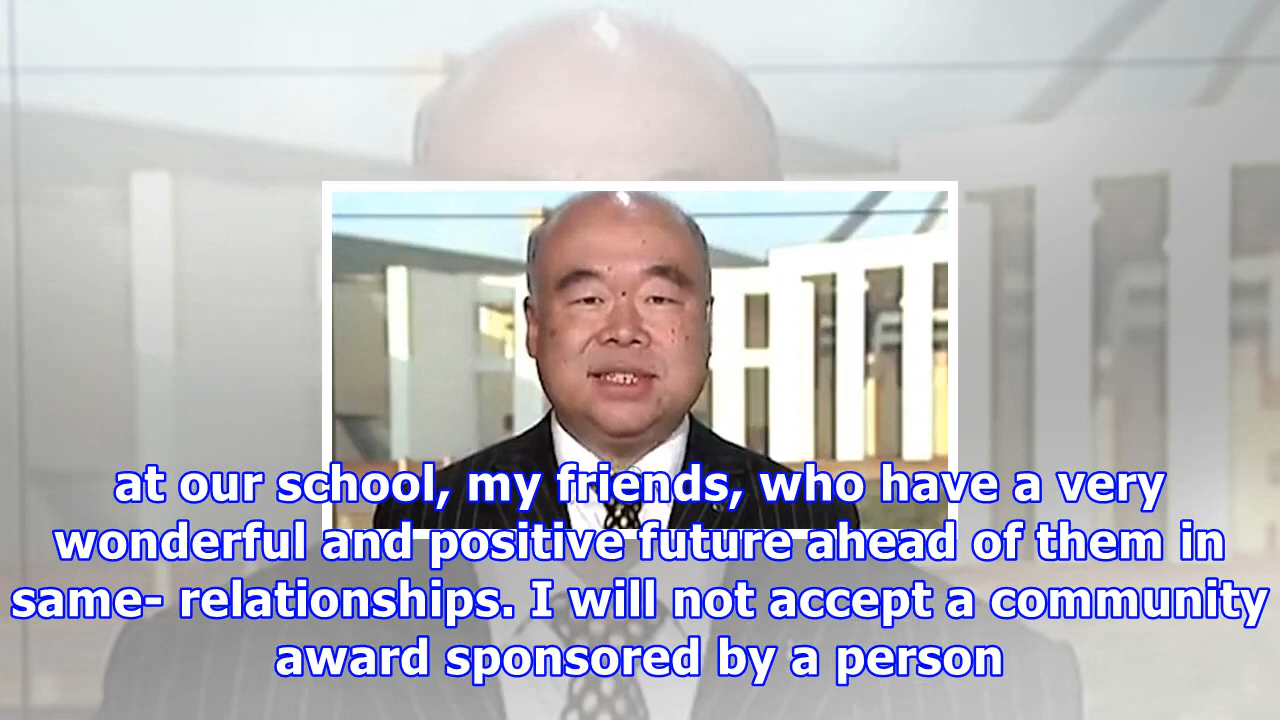 at our school, my friends, who have a very
wonderful and positive future ahead of them in
same- relationships. I will not accept a community
award sponsored by a person